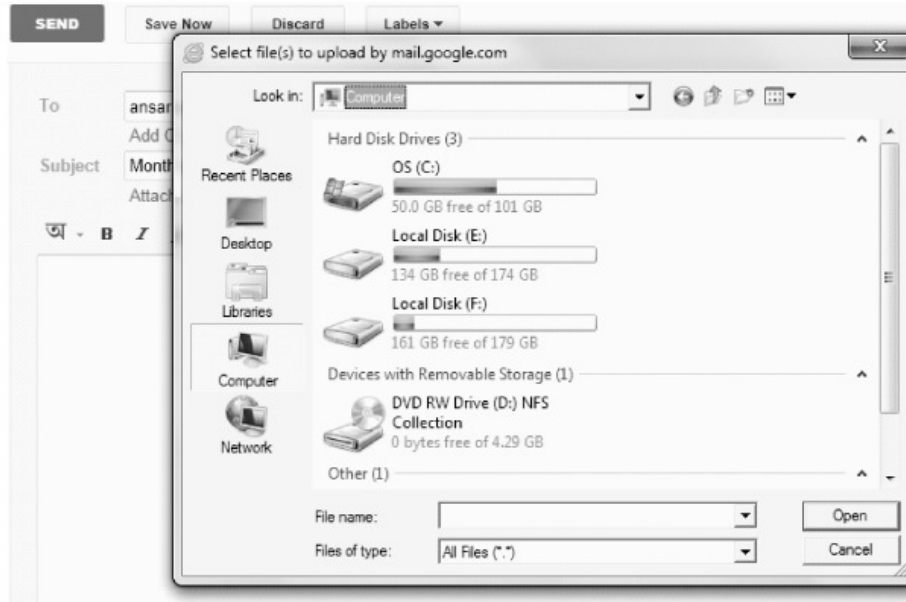 SEND Save Now Discard Labels
Select file(s) to upload by mail.google.com
To ansar
Add C
Subject Month
Attach
অ B I
Look in: Computer
Recent Places
Desktop
Libraries
Computer
Network
Hard Disk Drives (3)
OS (C:)
50.0 GB free of 101 GB
Local Disk (E:)
134 GB free of 174 GB
Local Disk (F:)
161 GB free of 179 GB
Devices with Removable Storage (1)
DVD RW Drive (D:) NFS
Collection
0 bytes free of 4.29 GB
Other (1)
File name: Open
Files of type: All Files (*.*) Cancel